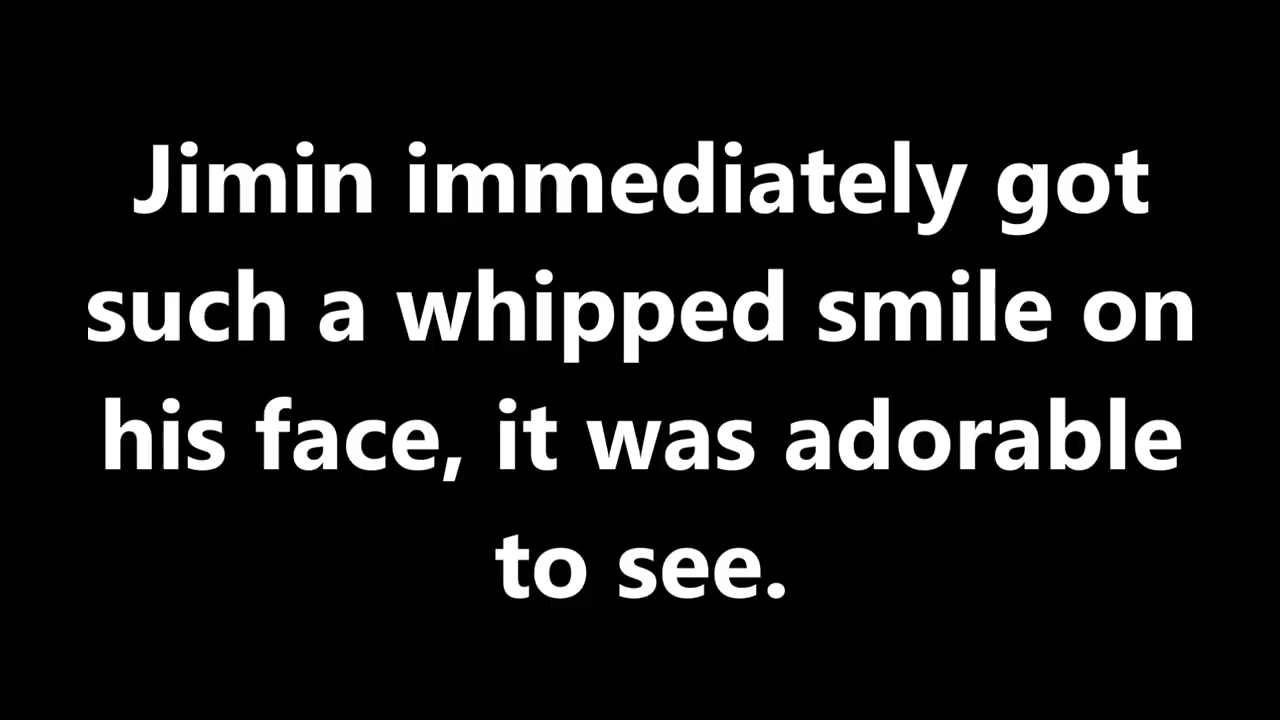 Jimin immediately got
such a whipped smile on
his face, it was adorable
to see.